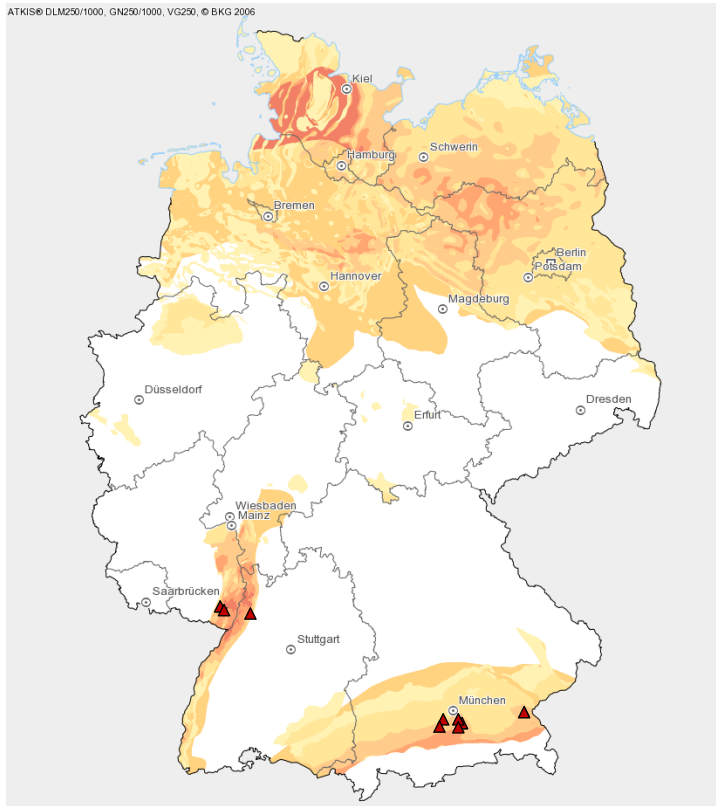 ATKIS® DLM250/1000, GN250/1000, VG250, © BKG 2006
Kiel
Schwerin
Hamburg
Bremen
Berlin
Potsdam
Hannover
Magdeburg
Düsseldorf
Dresden
Erfurt
Wiesbaden
Mainz
Saarbrücken
Stuttgart
München